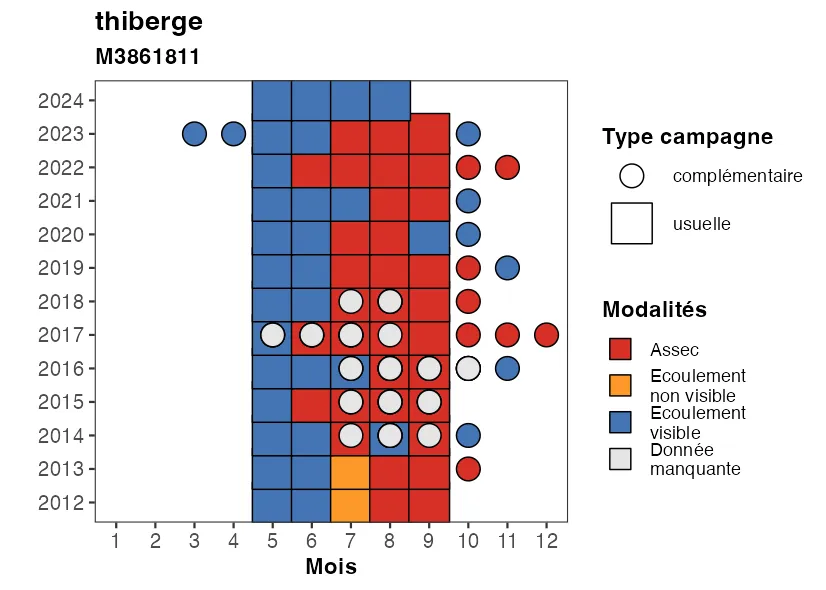 thiberge
M3861811
2024
2023
2022
2021
2020
2019
2018
2017
2016
2015
2014
2013
2012
1 2 3 4 5 6 7 8 9 10 11 12
Mois
Type campagne
complémentaire
usuelle
Modalités
Assec
Ecoulement
non visible
Ecoulement
visible
Donnée
manquante